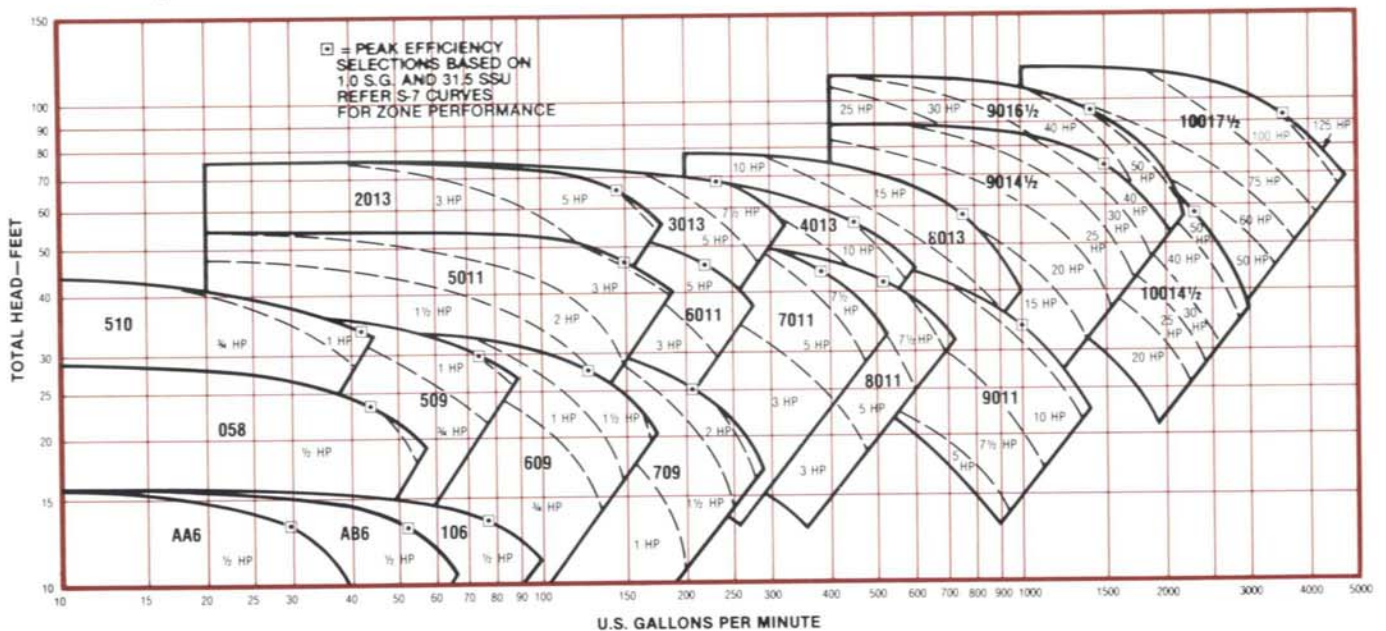 150
100
90
80
70
60
50
40
30
25
20
15
10
TOTAL HEAD—FEET
⊡ = PEAK EFFICIENCY
SELECTIONS BASED ON
1.0 S.G. AND 31.5 SSU
REFER S-7 CURVES
FOR ZONE PERFORMANCE
25 HP
30 HP
9016½
40 HP
50 HP
10017½
100 HP
125 HP
75 HP
60 HP
50 HP
2013
3 HP
5 HP
7½ HP
3013
5 HP
10 HP
15 HP
4013
10 HP
8013
9014½
40 HP
30 HP
25 HP
20 HP
15 HP
50 HP
40 HP
10014½
30 HP
25 HP
20 HP
5011
1½ HP
2 HP
3 HP
5 HP
6011
3 HP
7011
7½ HP
5 HP
3 HP
3 HP
7½ HP
8011
5 HP
9011
10 HP
7½ HP
5 HP
510
¾ HP
1 HP
1 HP
509
¾ HP
1 HP
1½ HP
609
¾ HP
2 HP
709
1½ HP
1 HP
058
½ HP
AA6
½ HP
AB6
½ HP
106
½ HP
10 15 20 30 40 50 60 70 80 90 100 150 200 250 300 400 500 600 700 800 900 1000 1500 2000 3000 4000 5000
U.S. GALLONS PER MINUTE